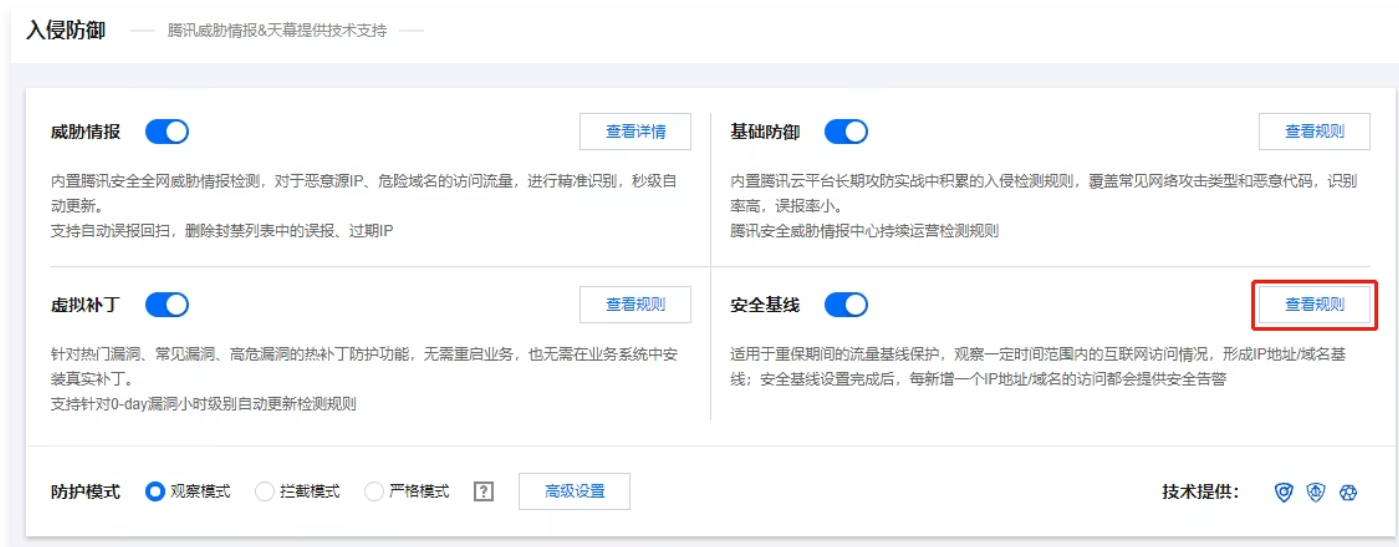 入侵防御 腾讯威胁情报&天幕提供技术支持
威胁情报 查看详情
内置腾讯安全全网威胁情报检测，对于恶意源IP、危险域名的访问流量，进行精准识别，秒级自
动更新。
支持自动误报回扫，删除封禁列表中的误报、过期IP
基础防御 查看规则
内置腾讯云平台长期攻防实战中积累的入侵检测规则，覆盖常见网络攻击类型和恶意代码，识别
率高，误报率小。
腾讯安全威胁情报中心持续运营检测规则
虚拟补丁 查看规则
针对热门漏洞、常见漏洞、高危漏洞的热补丁防护功能，无需重启业务，也无需在业务系统中安
装真实补丁。
支持针对0-day漏洞小时级别自动更新检测规则
安全基线 查看规则
适用于重保期间的流量基线保护，观察一定时间范围内的互联网访问情况，形成IP地址/域名基
线；安全基线设置完成后，每新增一个IP地址/域名的访问都会提供安全告警
防护模式 观察模式 拦截模式 严格模式 ? 高级设置 技术提供：